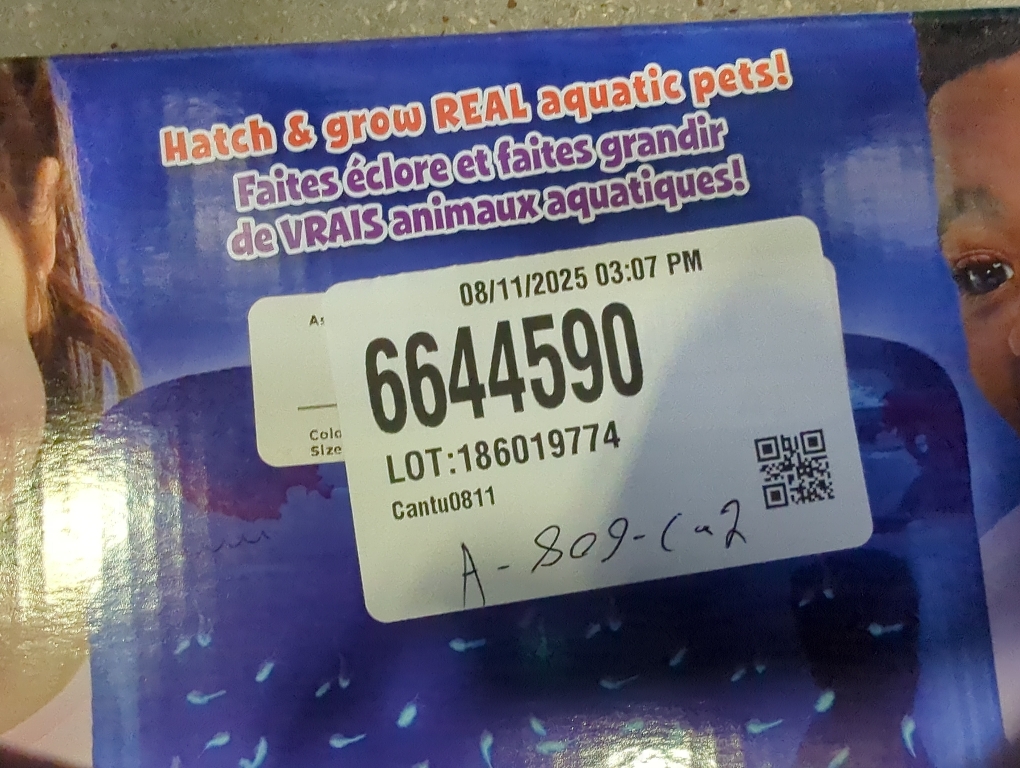 Hatch & grow REAL aquatic pets!
Faites éclore et faites grandir
de VRAIS animaux aquatiques!
08/11/2025 03:07 PM
6644590
LOT:186019774
Cantu0811
A-809-